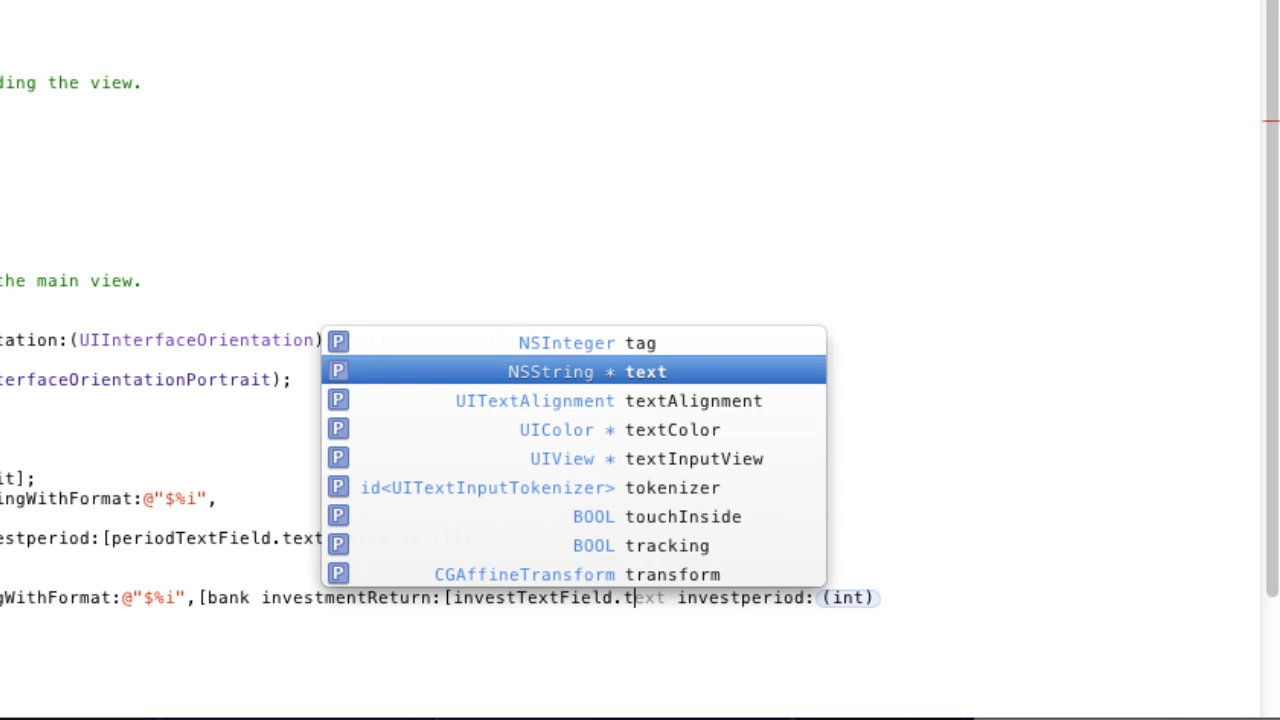 ding the view.
the main view.
tation:(UIInterfaceOrientation)
terfaceOrientationPortrait);
it];
ingWithFormat:@"$%i",
estperiod:[periodTextField.text
P NSInteger tag
P NSString * text
P UITextAlignment textAlignment
P UIColor * textColor
P UIView * textInputView
P id<UITextInputTokenizer> tokenizer
P BOOL touchInside
P BOOL tracking
P CGAffineTransform transform
gWithFormat:@"$%i",[bank investmentReturn:[investTextField.text investperiod:(int)